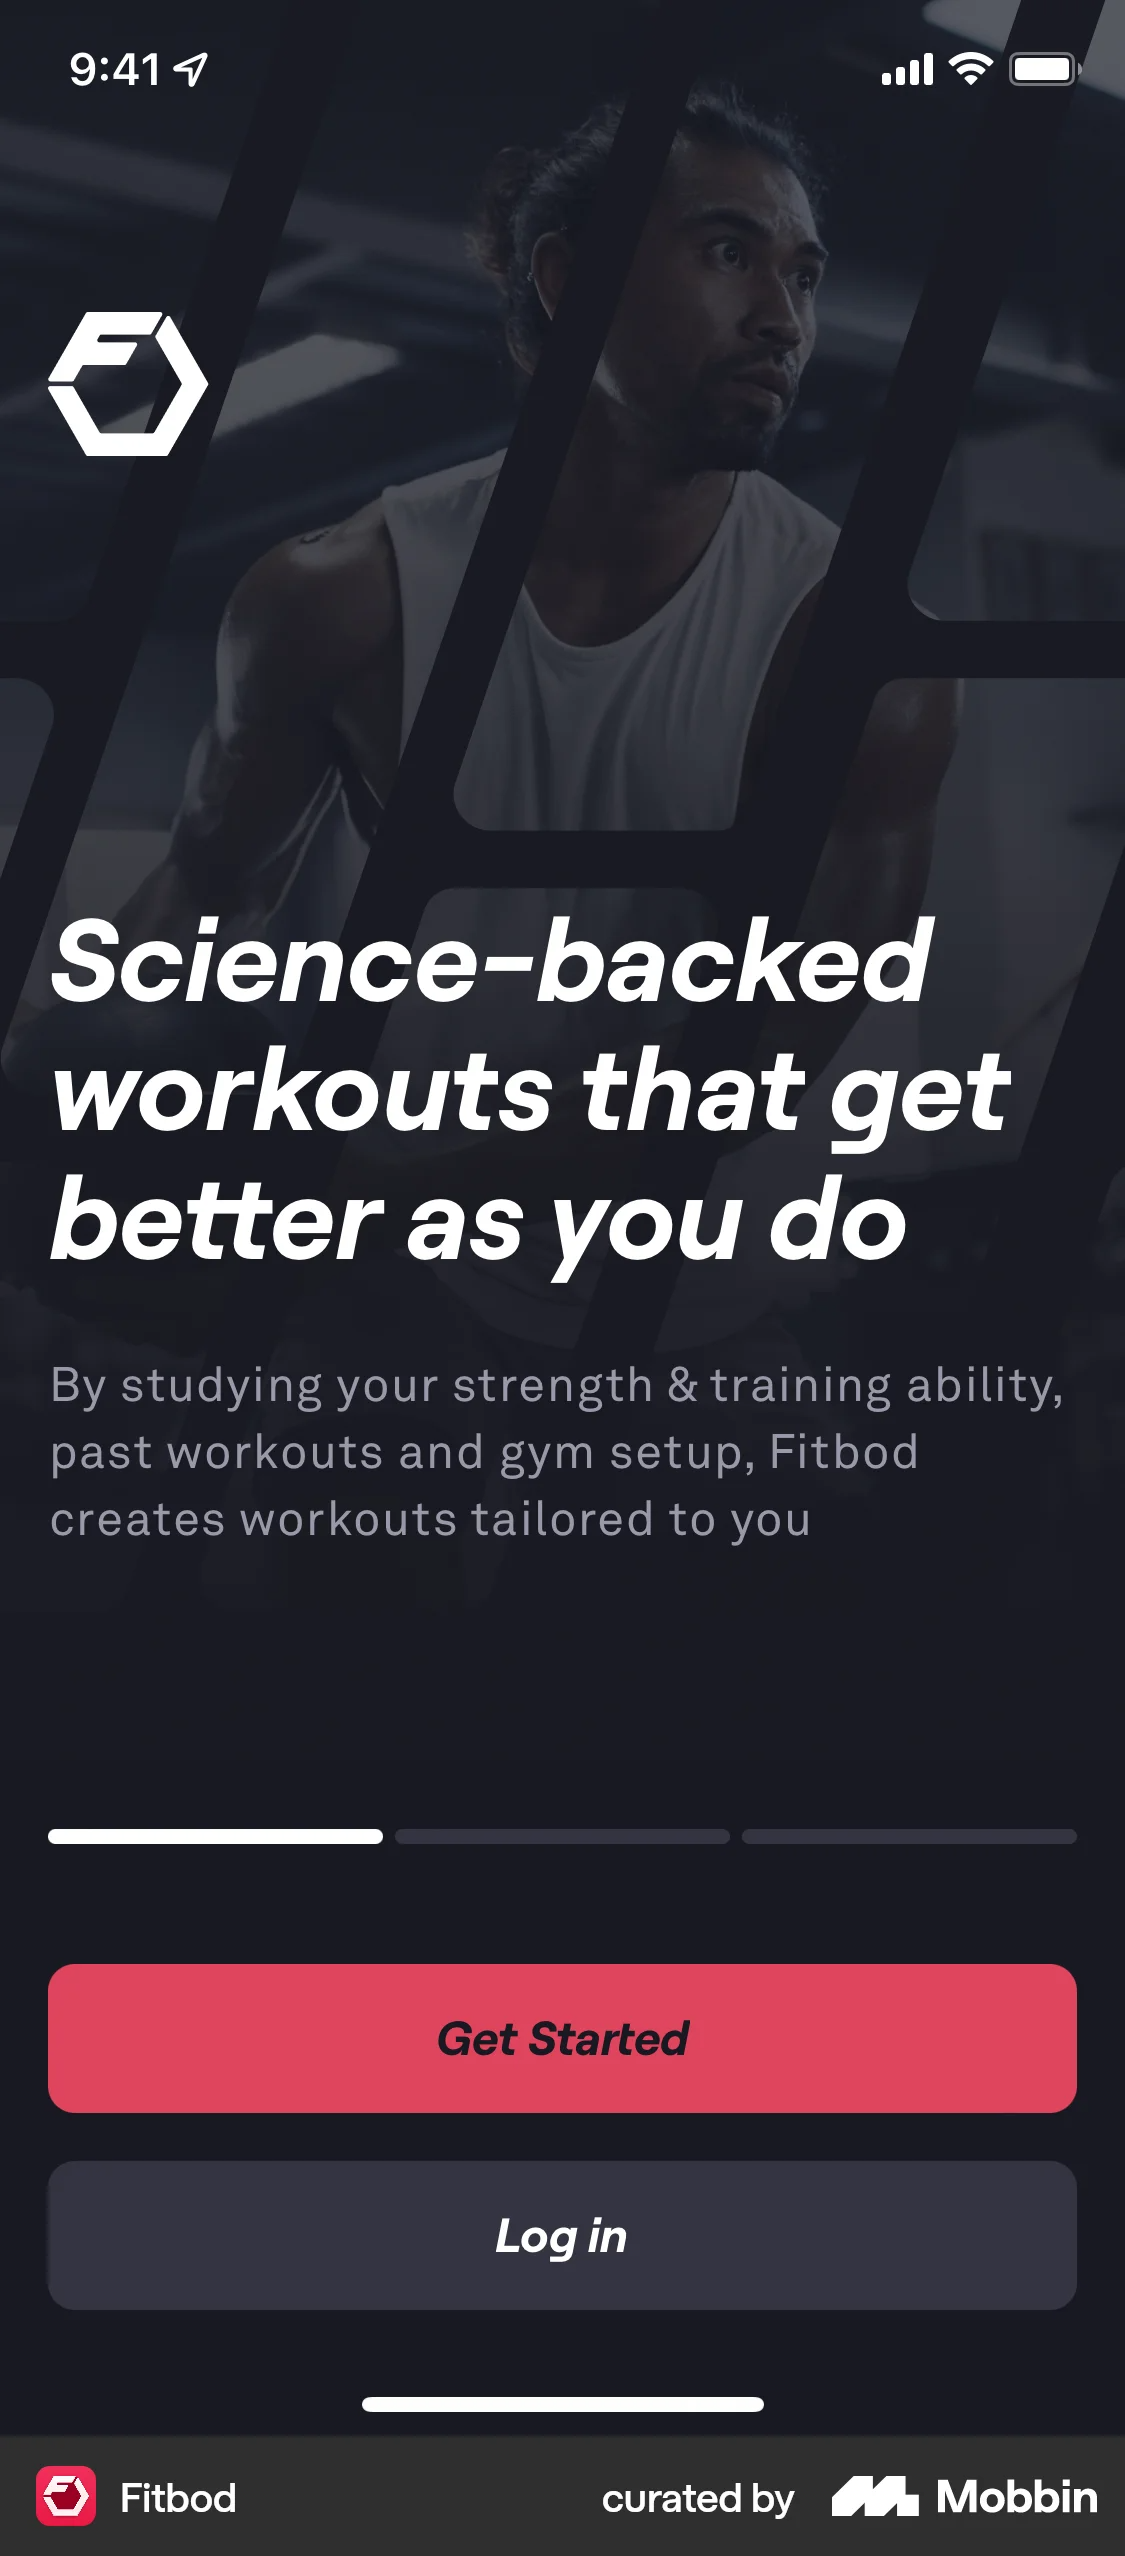 9:41
Science-backed
workouts that get
better as you do
By studying your strength & training ability,
past workouts and gym setup, Fitbod
creates workouts tailored to you
Get Started
Log in
Fitbod
curated by Mobbin